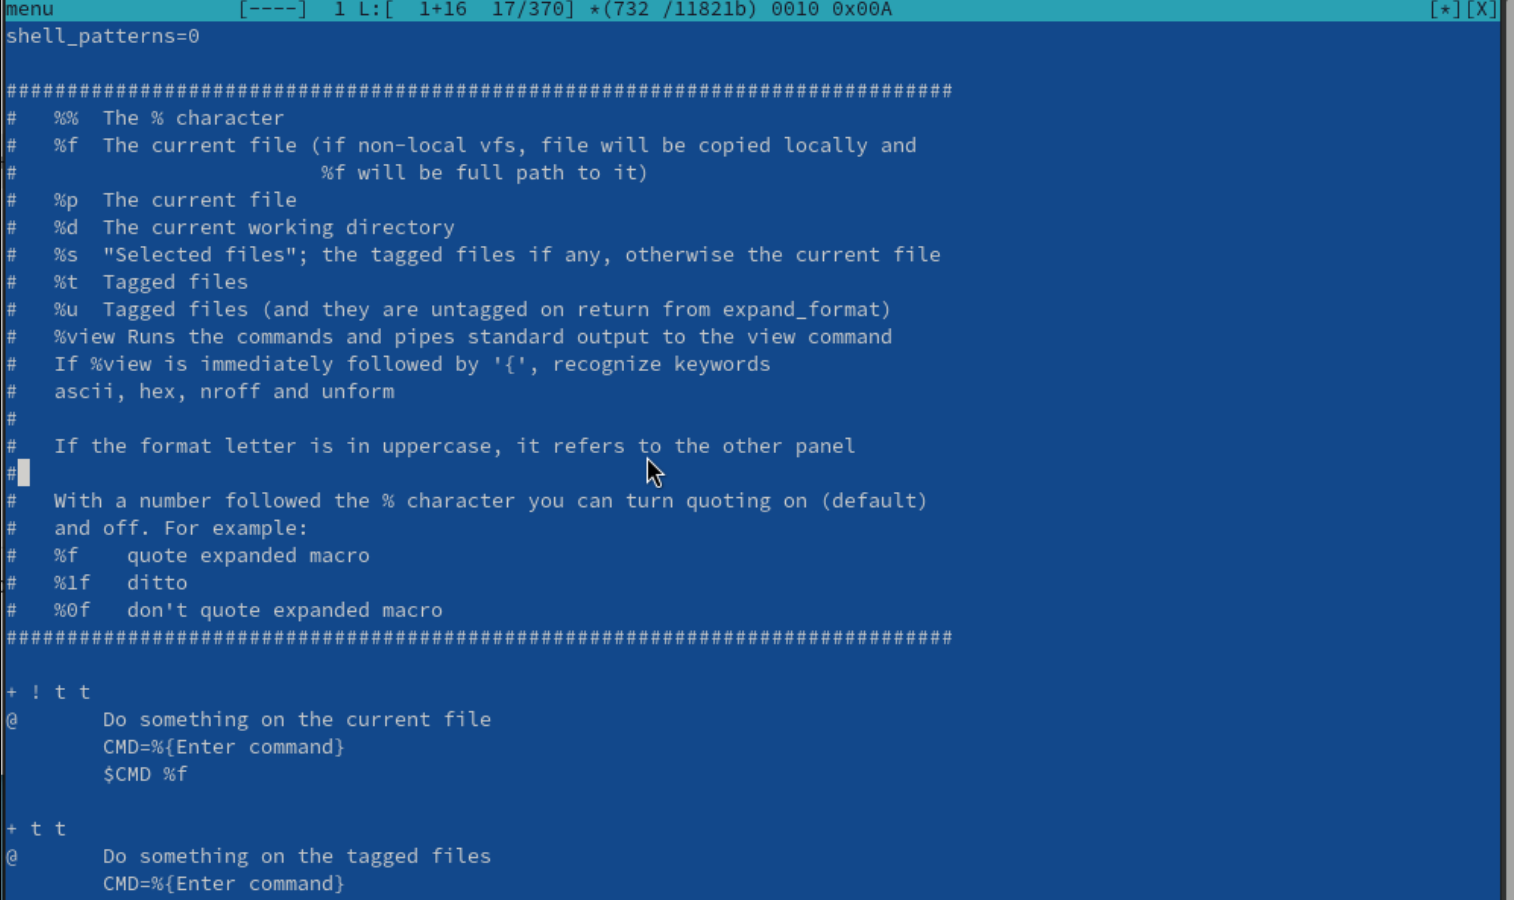 menu                   [----]  1 L:[  1+16  17/370] *(732 /11821b) 0010 0x00A                                            [*][X]
shell_patterns=0

##############################################################################
#   %%  The % character
#   %f  The current file (if non-local vfs, file will be copied locally and
#                         %f will be full path to it)
#   %p  The current file
#   %d  The current working directory
#   %s  "Selected files"; the tagged files if any, otherwise the current file
#   %t  Tagged files
#   %u  Tagged files (and they are untagged on return from expand_format)
#   %view Runs the commands and pipes standard output to the view command
#   If %view is immediately followed by '{', recognize keywords
#   ascii, hex, nroff and unform
#
#   If the format letter is in uppercase, it refers to the other panel
#
#   With a number followed the % character you can turn quoting on (default)
#   and off. For example:
#   %f    quote expanded macro
#   %1f   ditto
#   %0f   don't quote expanded macro
##############################################################################

+ ! t t
@       Do something on the current file
        CMD=%{Enter command}
        $CMD %f

+ t t
@       Do something on the tagged files
        CMD=%{Enter command}